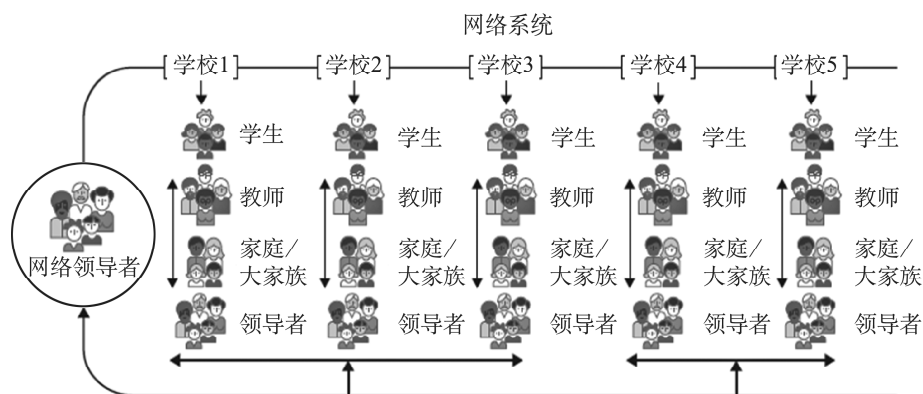 网络系统
[学校1] [学校2] [学校3] [学校4] [学校5]
学生 学生 学生 学生 学生
教师 教师 教师 教师 教师
家庭/ 家庭/ 家庭/ 家庭/ 家庭/
大家族 大家族 大家族 大家族 大家族
网络领导者
领导者 领导者 领导者 领导者 领导者